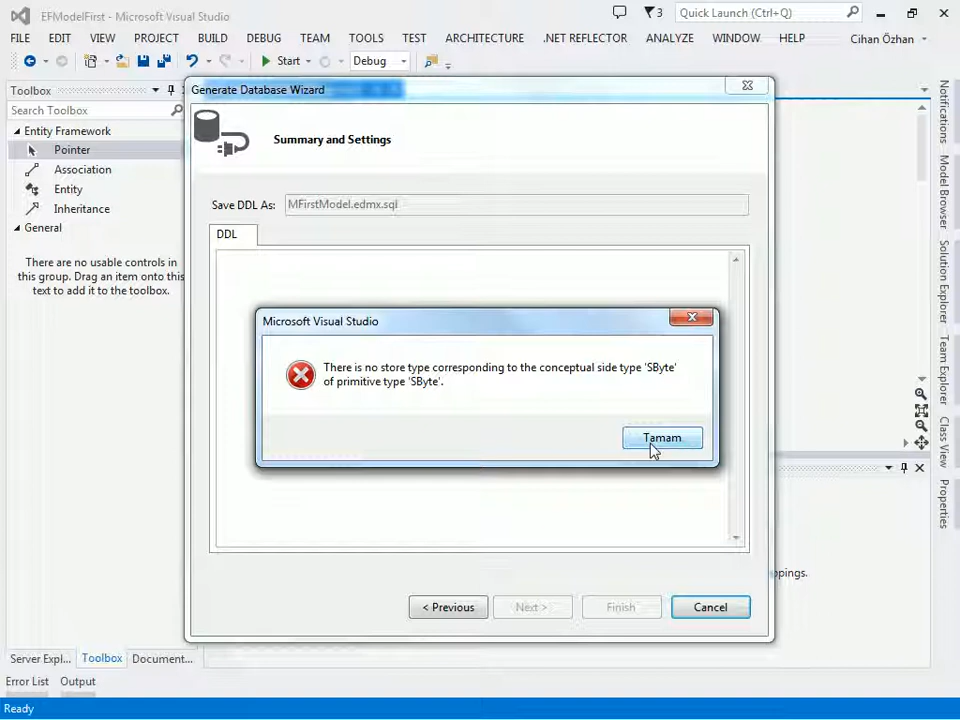 EFModelFirst - Microsoft Visual Studio
3
Quick Launch (Ctrl+Q)
FILE EDIT VIEW PROJECT BUILD DEBUG TEAM TOOLS TEST ARCHITECTURE .NET REFLECTOR ANALYZE WINDOW HELP Cihan Özhan
Start Debug
Toolbox
Search Toolbox
Entity Framework
Pointer
Association
Entity
Inheritance
General
There are no usable controls in
this group. Drag an item onto this
text to add it to the toolbox.
Generate Database Wizard
Summary and Settings
Save DDL As: MFirstModel.edmx.sql
DDL
Microsoft Visual Studio
There is no store type corresponding to the conceptual side type 'SByte'
of primitive type 'SByte'.
Tamam
< Previous Next > Finish Cancel
ppings.
Notifications
Model Browser
Solution Explorer
Team Explorer
Class View
Properties
Server Expl... Toolbox Document...
Error List Output
Ready